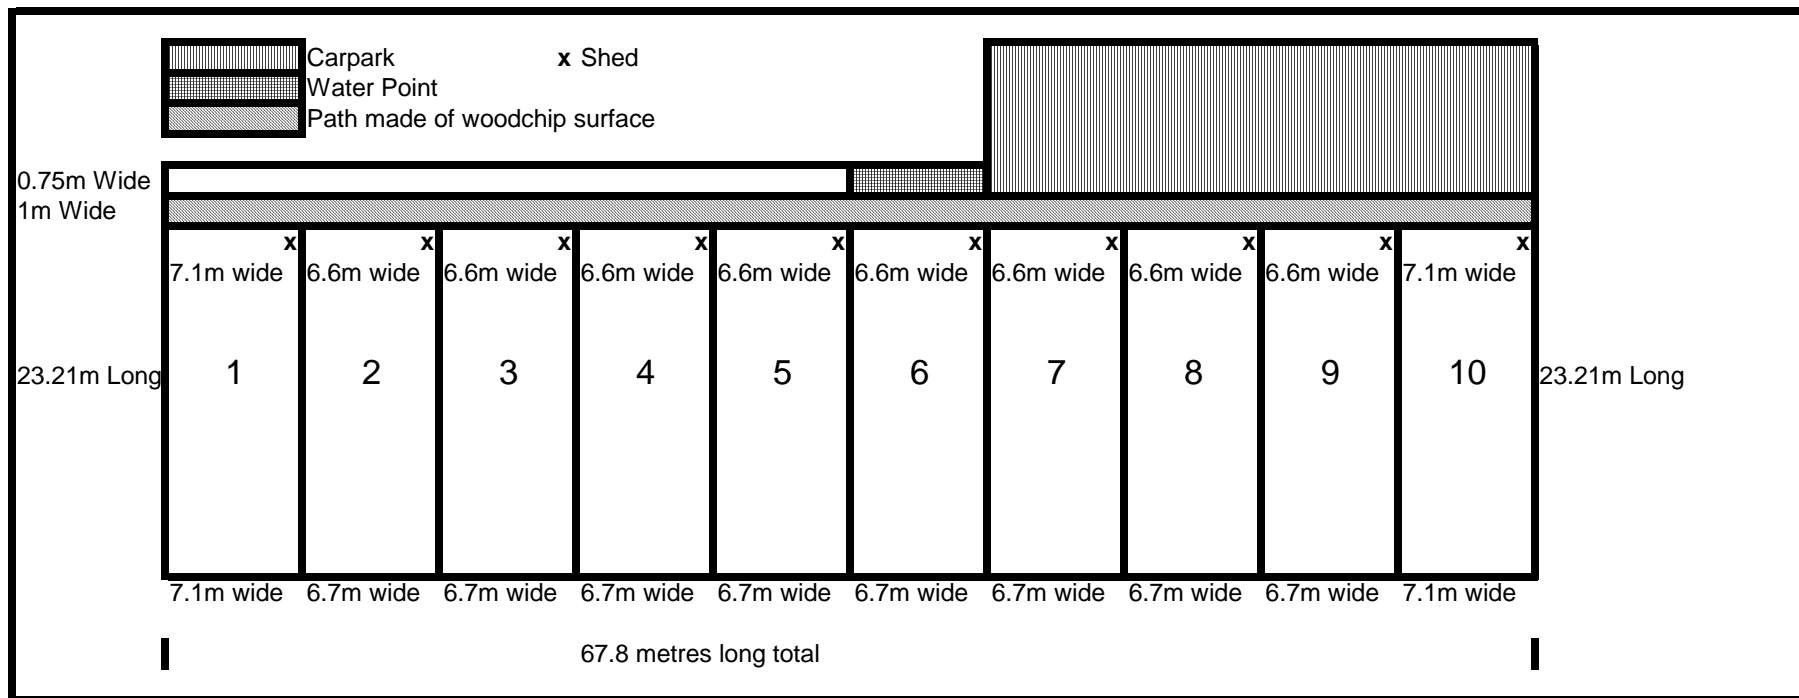 Carpark x Shed
Water Point
Path made of woodchip surface
0.75m Wide
1m Wide
x x x x x x x x x x
7.1m wide 6.6m wide 6.6m wide 6.6m wide 6.6m wide 6.6m wide 6.6m wide 6.6m wide 6.6m wide 7.1m wide
23.21m Long 1 2 3 4 5 6 7 8 9 10 23.21m Long
7.1m wide 6.7m wide 6.7m wide 6.7m wide 6.7m wide 6.7m wide 6.7m wide 6.7m wide 6.7m wide 7.1m wide
67.8 metres long total